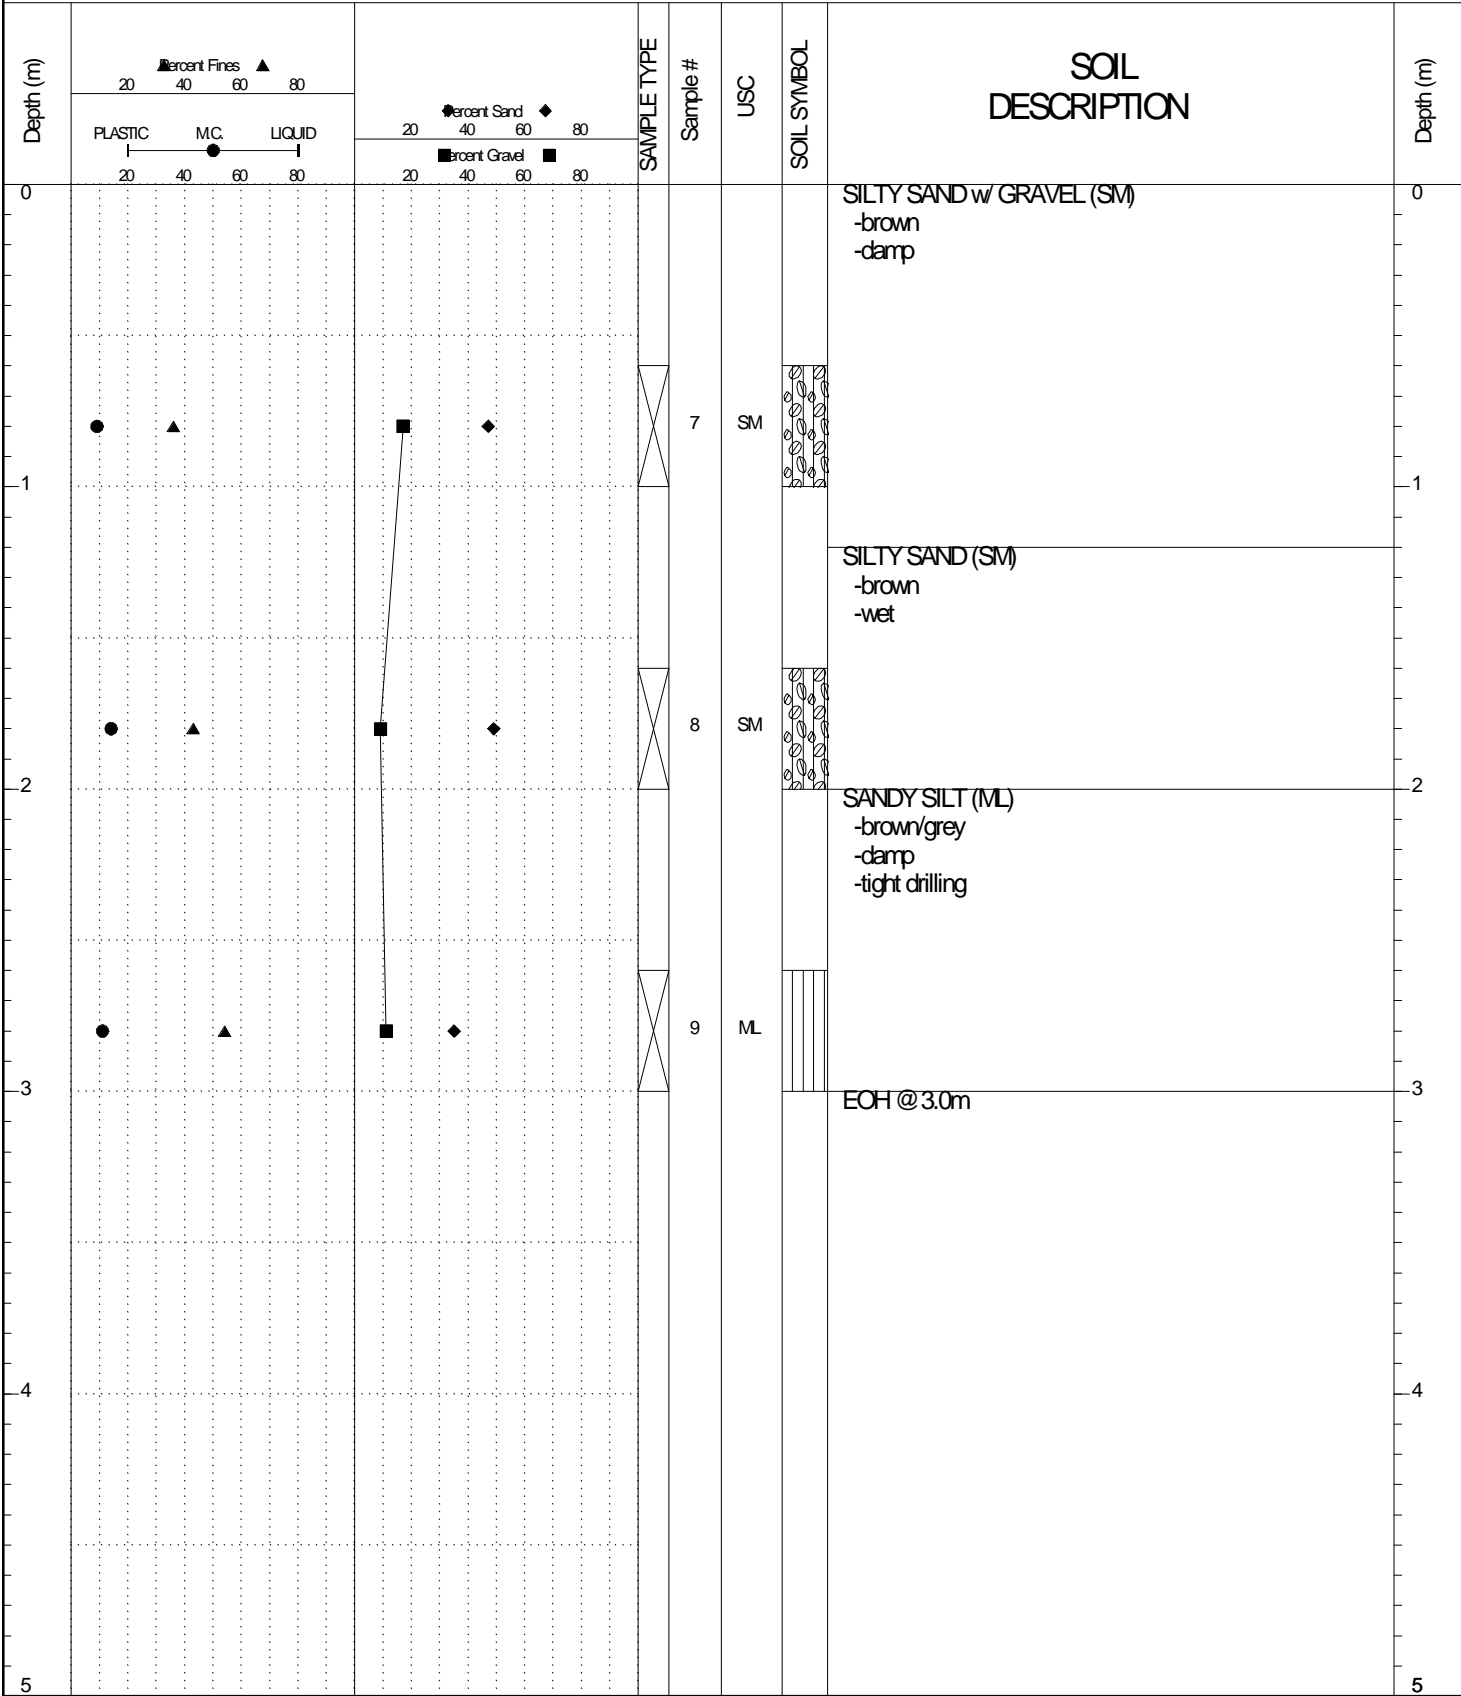 Depth (m)
Percent Fines
20 40 60 80
PLASTIC M.C. LIQUID
20 40 60 80
Percent Sand
20 40 60 80
Percent Gravel
20 40 60 80
SAMPLE TYPE
Sample #
USC
SOIL SYMBOL
SOIL
DESCRIPTION
Depth (m)
0 SILTY SAND w/ GRAVEL (SM) 0
-brown
-damp
7 SM
1 1
SILTY SAND (SM)
-brown
-wet
8 SM
2 SANDY SILT (ML) 2
-brown/grey
-damp
-tight drilling
9 ML
3 EOH @ 3.0m 3
4 4
5 5